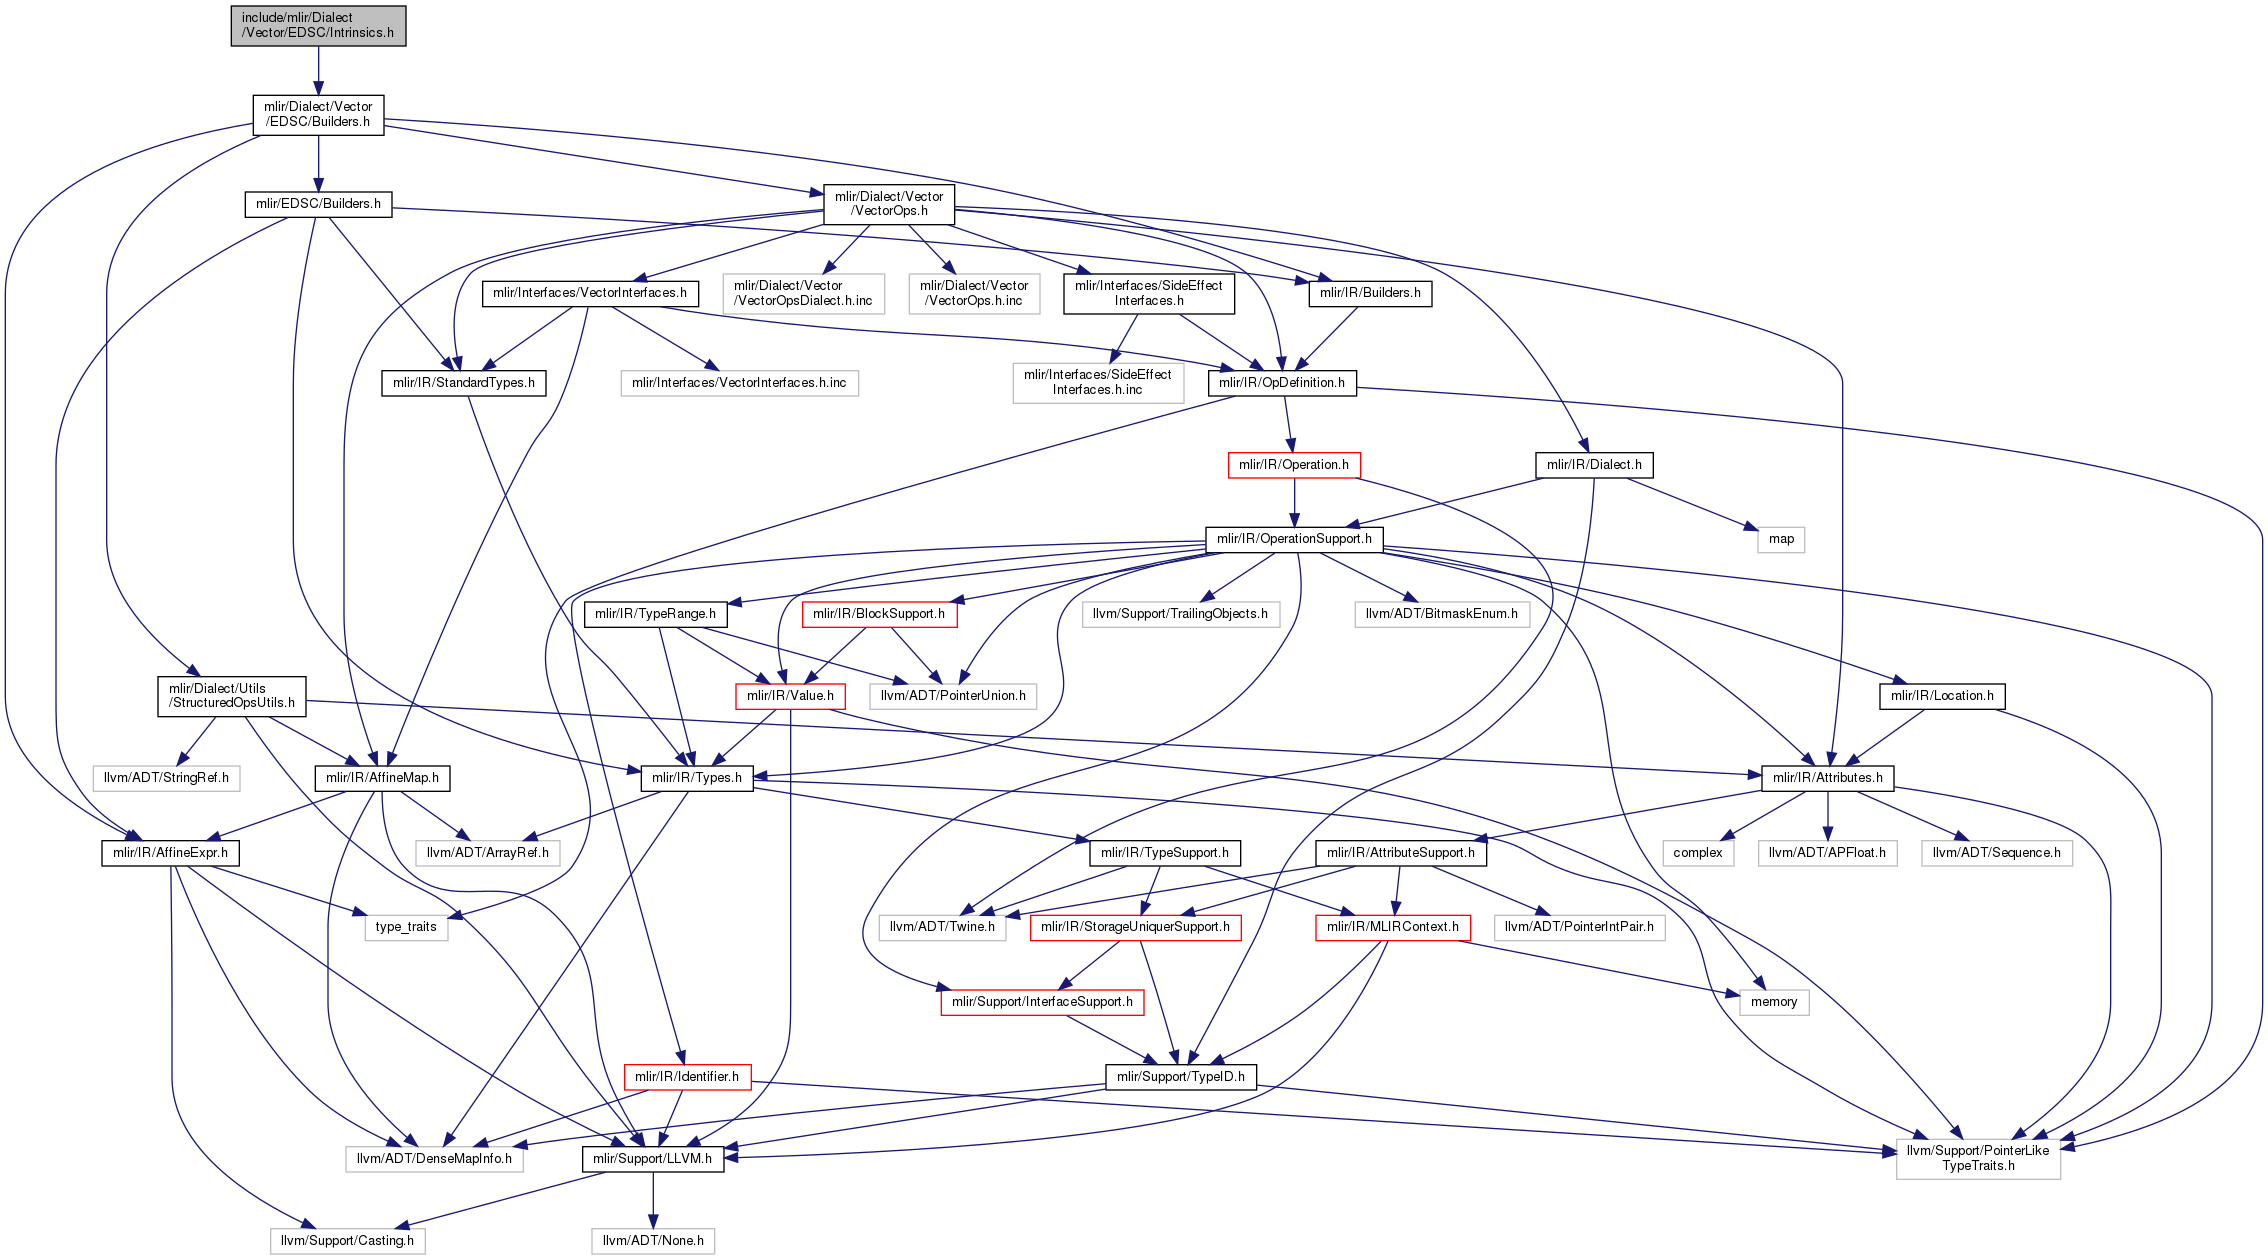 include/mlir/Dialect
/Vector/EDSC/Intrinsics.h
mlir/Dialect/Vector
/EDSC/Builders.h
mlir/EDSC/Builders.h
mlir/Dialect/Vector
/VectorOps.h
mlir/Interfaces/VectorInterfaces.h
mlir/Dialect/Vector
/VectorOpsDialect.h.inc
mlir/Dialect/Vector
/VectorOps.h.inc
mlir/Interfaces/SideEffect
Interfaces.h
mlir/IR/Builders.h
mlir/IR/StandardTypes.h
mlir/Interfaces/VectorInterfaces.h.inc
mlir/Interfaces/SideEffect
Interfaces.h.inc
mlir/IR/OpDefinition.h
mlir/IR/Operation.h
mlir/IR/Dialect.h
mlir/IR/OperationSupport.h
map
mlir/IR/TypeRange.h
mlir/IR/BlockSupport.h
llvm/Support/TrailingObjects.h
llvm/ADT/BitmaskEnum.h
mlir/Dialect/Utils
/StructuredOpsUtils.h
mlir/IR/Value.h
llvm/ADT/PointerUnion.h
mlir/IR/Location.h
llvm/ADT/StringRef.h
mlir/IR/AffineMap.h
mlir/IR/Types.h
mlir/IR/Attributes.h
mlir/IR/AffineExpr.h
llvm/ADT/ArrayRef.h
mlir/IR/TypeSupport.h
mlir/IR/AttributeSupport.h
complex
llvm/ADT/APFloat.h
llvm/ADT/Sequence.h
type_traits
llvm/ADT/Twine.h
mlir/IR/StorageUniquerSupport.h
mlir/IR/MLIRContext.h
llvm/ADT/PointerIntPair.h
mlir/Support/InterfaceSupport.h
memory
mlir/IR/Identifier.h
mlir/Support/TypeID.h
llvm/ADT/DenseMapInfo.h
mlir/Support/LLVM.h
llvm/Support/PointerLike
TypeTraits.h
llvm/Support/Casting.h
llvm/ADT/None.h